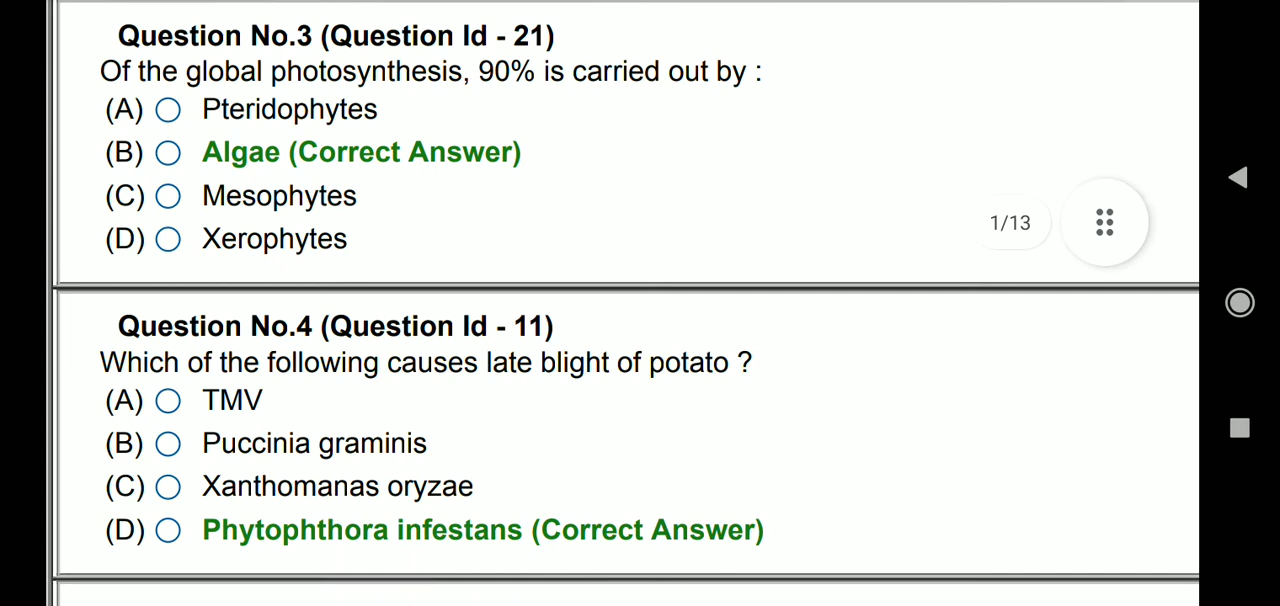 Question No.3 (Question Id - 21)
Of the global photosynthesis, 90% is carried out by :
(A) Pteridophytes
(B) Algae (Correct Answer)
(C) Mesophytes
(D) Xerophytes
1/13
Question No.4 (Question Id - 11)
Which of the following causes late blight of potato ?
(A) TMV
(B) Puccinia graminis
(C) Xanthomanas oryzae
(D) Phytophthora infestans (Correct Answer)